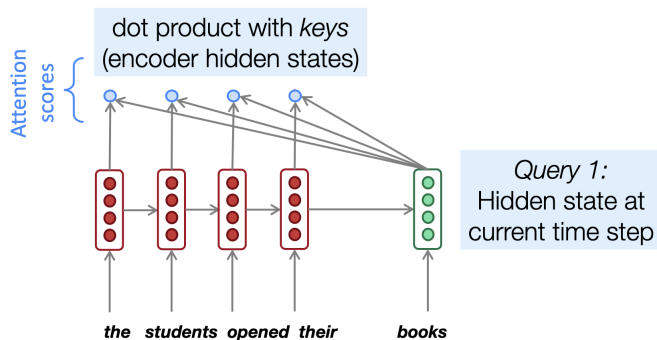 dot product with keys
(encoder hidden states)
Attention
scores
Query 1:
Hidden state at
current time step
the students opened their books